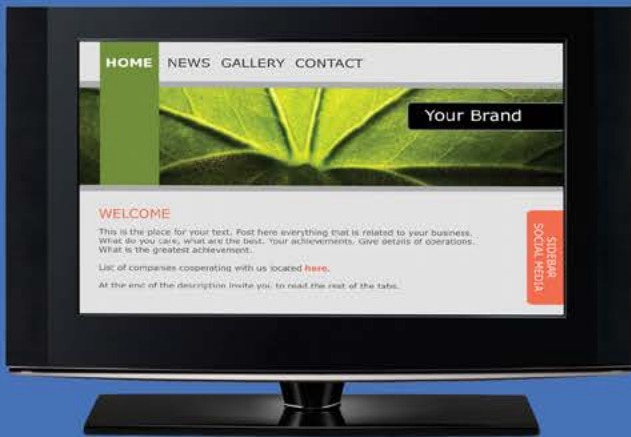 HOME NEWS GALLERY CONTACT
Your Brand
WELCOME
This is the place for your text. Post here everything that is related to your business.
What do you care, what are the best. Your achievements. Give details of operations.
What is the greatest achievement.
List of companies cooperating with us located here.
At the end of the description invite you to read the rest of the tabs.
SIDEBAR
SOCIAL MEDIA